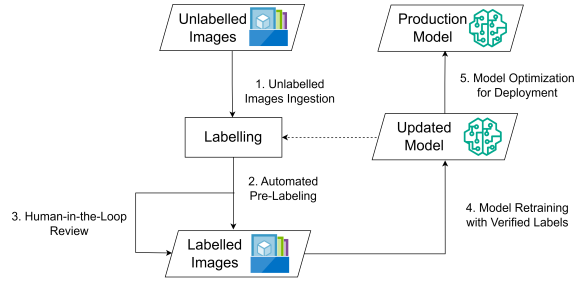 Unlabelled
Images
Production
Model
1. Unlabelled
Images Ingestion
5. Model Optimization
for Deployment
Labelling
Updated
Model
2. Automated
Pre-Labeling
3. Human-in-the-Loop
Review
4. Model Retraining
with Verified Labels
Labelled
Images